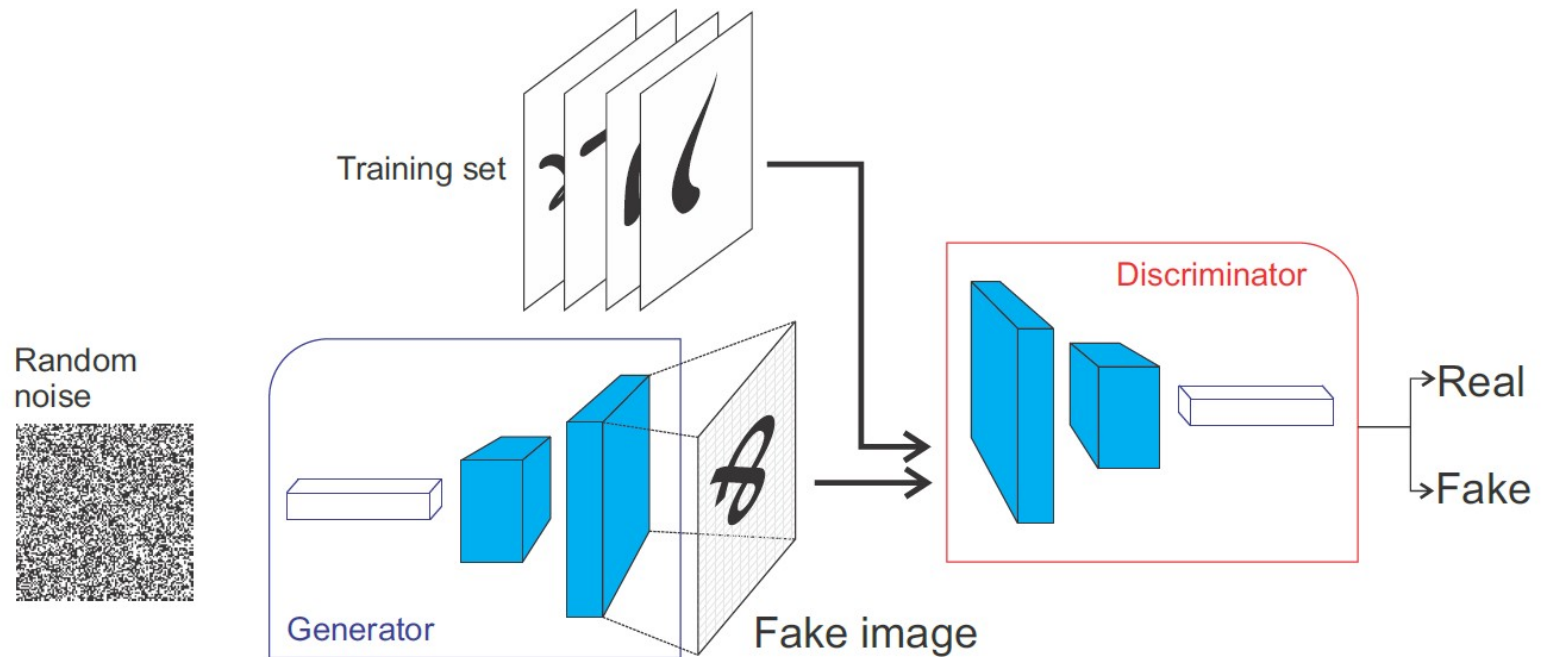 Training set
Discriminator
Random
noise
Real
Fake
Generator
Fake image